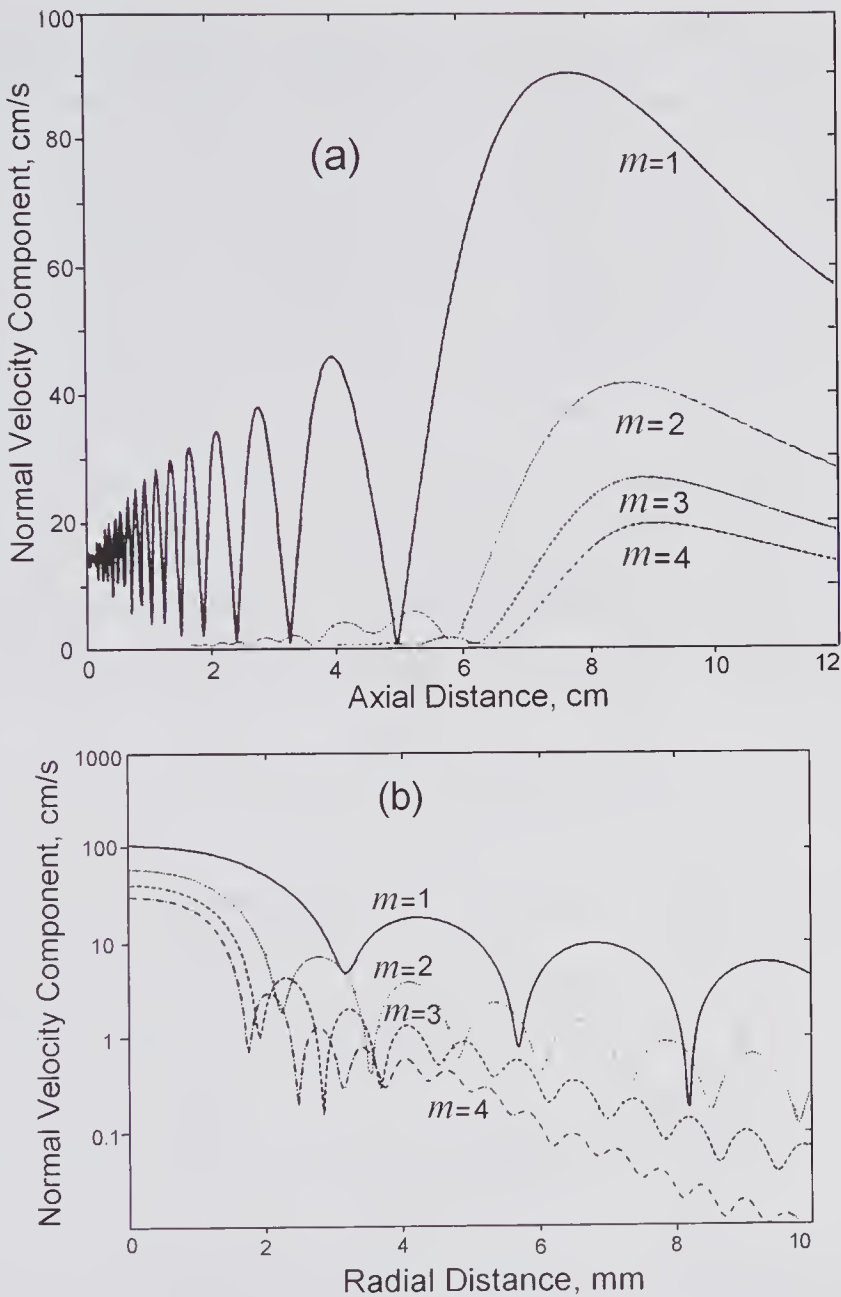 Normal Velocity Component, cm/s
100
80
60
40
20
0
(a)
m=1
m=2
m=3
m=4
0 2 4 6 8 10 12
Axial Distance, cm
Normal Velocity Component, cm/s
1000
100
10
1
0.1
(b)
m=1
m=2
m=3
m=4
0 2 4 6 8 10
Radial Distance, mm